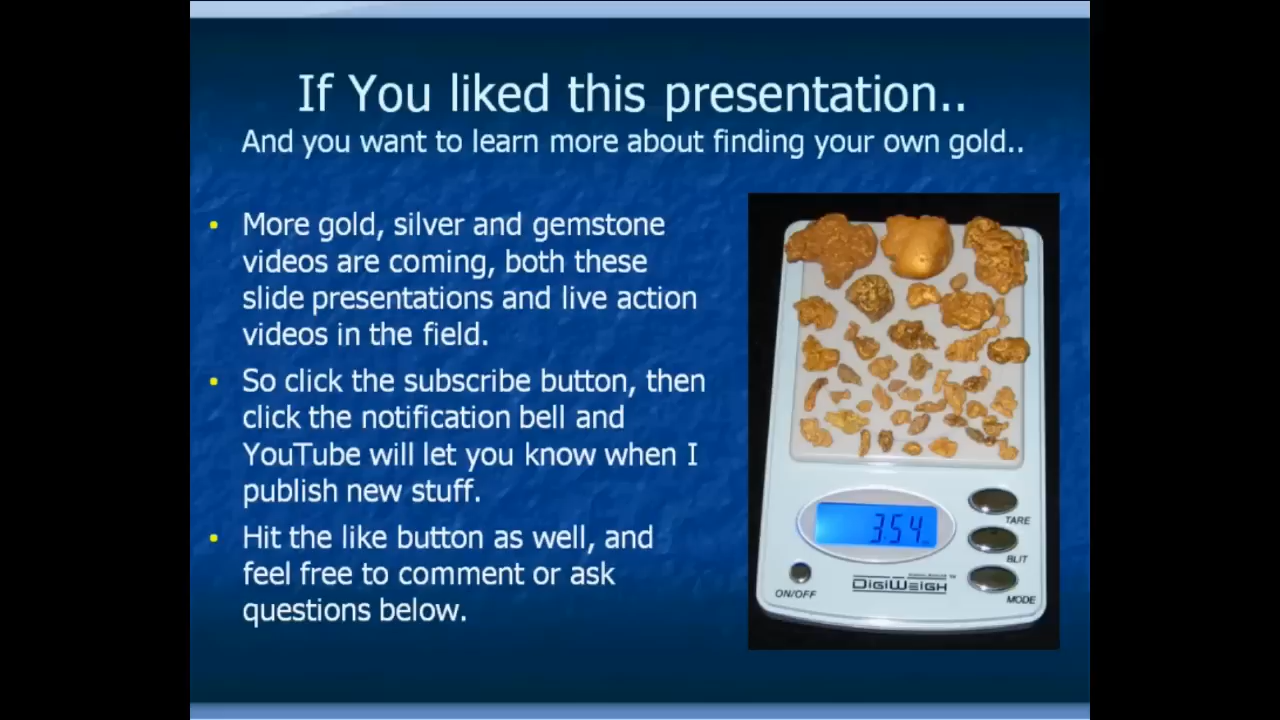 If You liked this presentation..
And you want to learn more about finding your own gold..
• More gold, silver and gemstone
videos are coming, both these
slide presentations and live action
videos in the field.
• So click the subscribe button, then
click the notification bell and
YouTube will let you know when I
publish new stuff.
• Hit the like button as well, and
feel free to comment or ask
questions below.
3.54
TARE
BLIT
MODE
ON/OFF
DIGIWEIGH